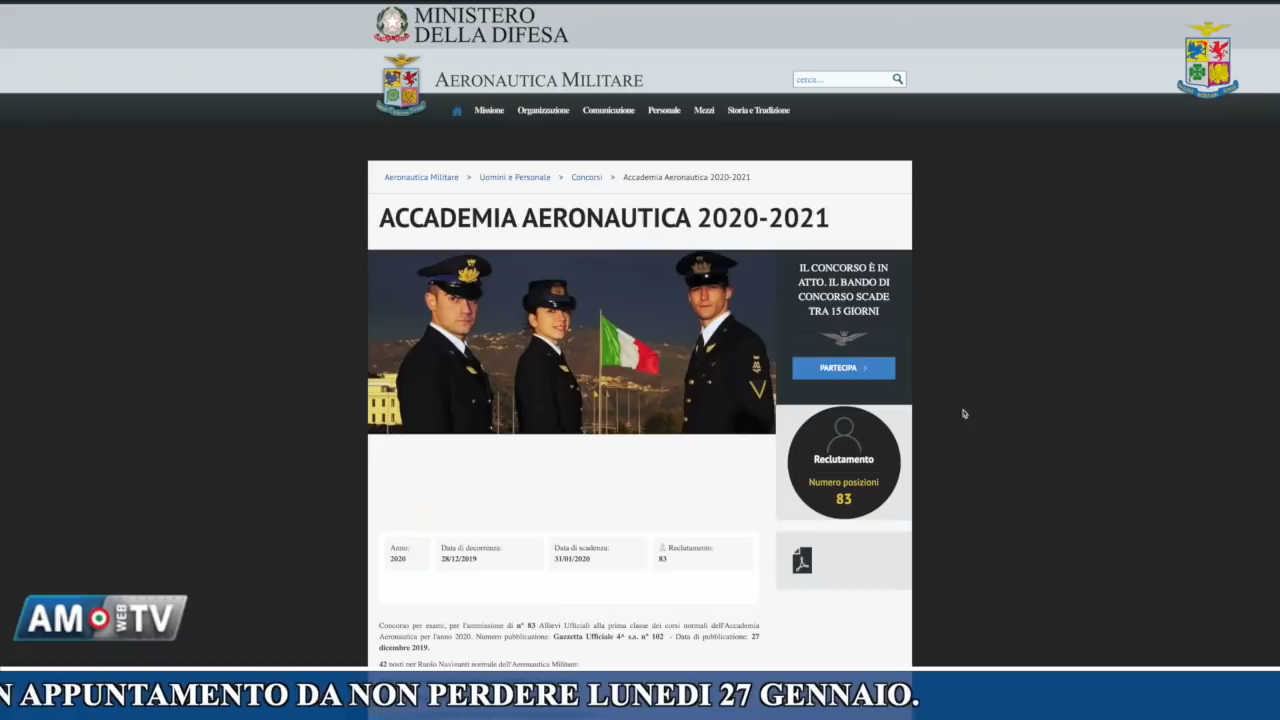 MINISTERO
DELLA DIFESA
AERONAUTICA MILITARE
cerca...
Missione Organizzazione Comunicazione Personale Mezzi Storia e Tradizione
Aeronautica Militare > Uomini e Personale > Concorsi > Accademia Aeronautica 2020-2021
ACCADEMIA AERONAUTICA 2020-2021
IL CONCORSO È IN
ATTO. IL BANDO DI
CONCORSO SCADE
TRA 15 GIORNI
PARTECIPA >
Reclutamento
Numero posizioni
83
Anno: Data di decorrenza: Data di scadenza: Reclutamento:
2020 28/12/2019 31/01/2020 83
Concorso per esami, per l'ammissione di n° 83 Allievi Ufficiali alla prima classe dei corsi normali dell'Accademia
Aeronautica per l'anno 2020. Numero pubblicazione: Gazzetta Ufficiale 4^ s.s. n° 102 - Data di pubblicazione: 27
dicembre 2019.
42 posti per Ruolo Naviganti normale dell'Aeronautica Militare:
AM WEB TV
N APPUNTAMENTO DA NON PERDERE LUNEDI 27 GENNAIO.